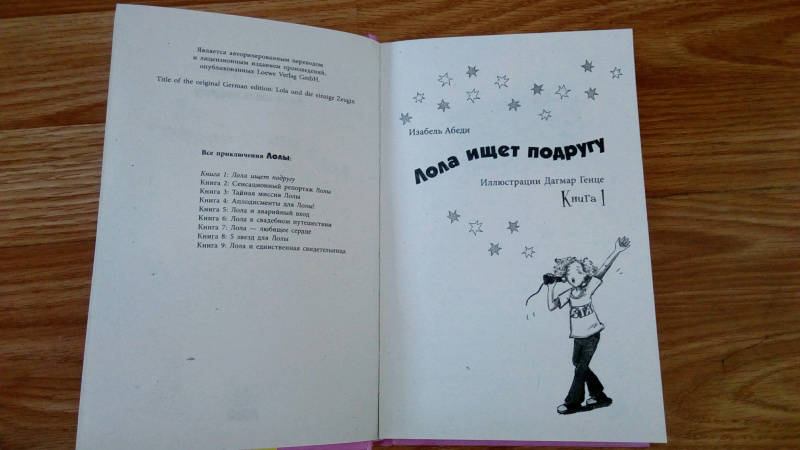 Является авторизированным переводом
и лицензионным издением произведений,
опубликованных Loewe Verlag GmbH.
Title of the original German edition: Lola und die einzige Zeugin
Все приключения Лолы:
Книга 1: Лола ищет подругу
Книга 2: Сенсационный репортаж Лолы
Книга 3: Тайная миссия Лолы
Книга 4: Аплодисменты для Лолы!
Книга 5: Лола и аварийный вход
Книга 6: Лола в свадебном путешествии
Книга 7: Лола — любящее сердце
Книга 8: 5 звезд для Лолы
Книга 9: Лола и единственная свидетельница
Изабель Абеди
Лола ищет подругу
Иллюстрации Дагмар Генце
Книга 1